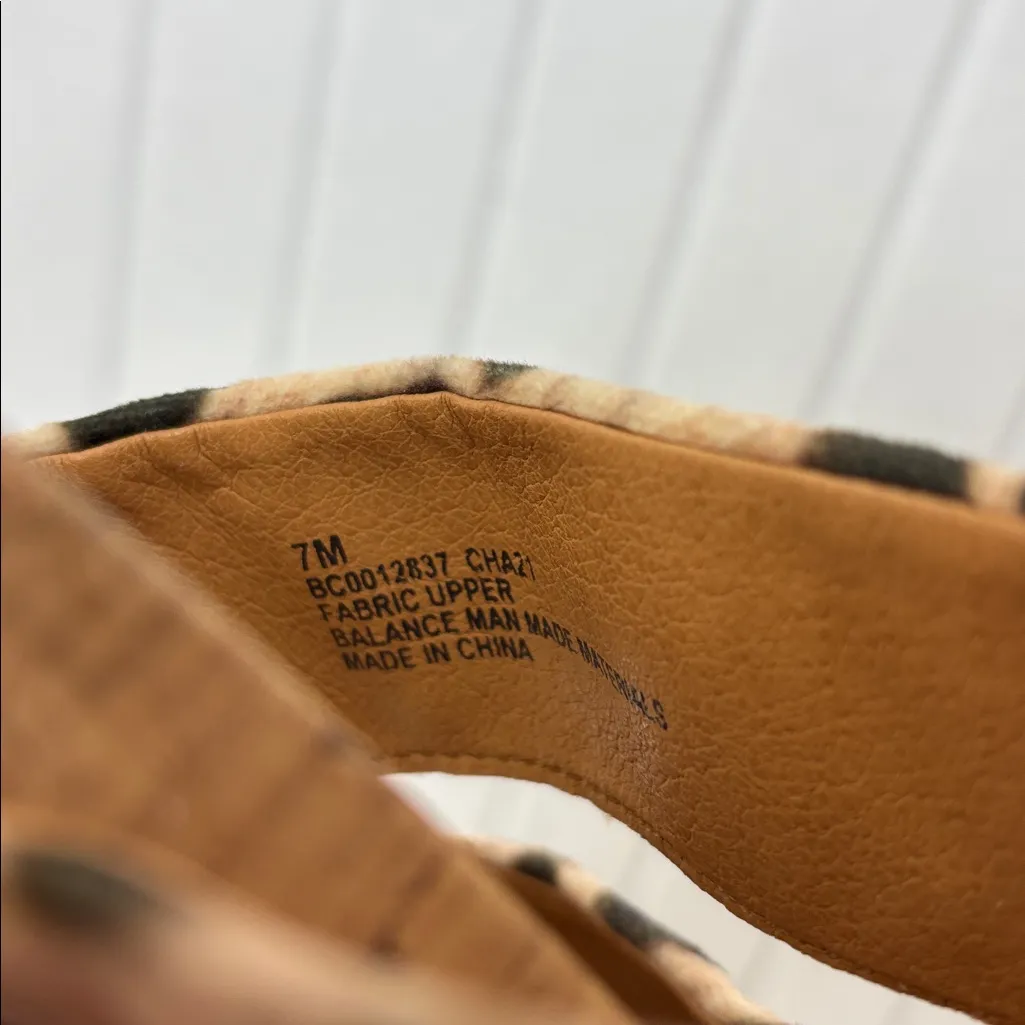 7M
BC0012837 CHA21
FABRIC UPPER
BALANCE MAN MADE MATERIALS
MADE IN CHINA